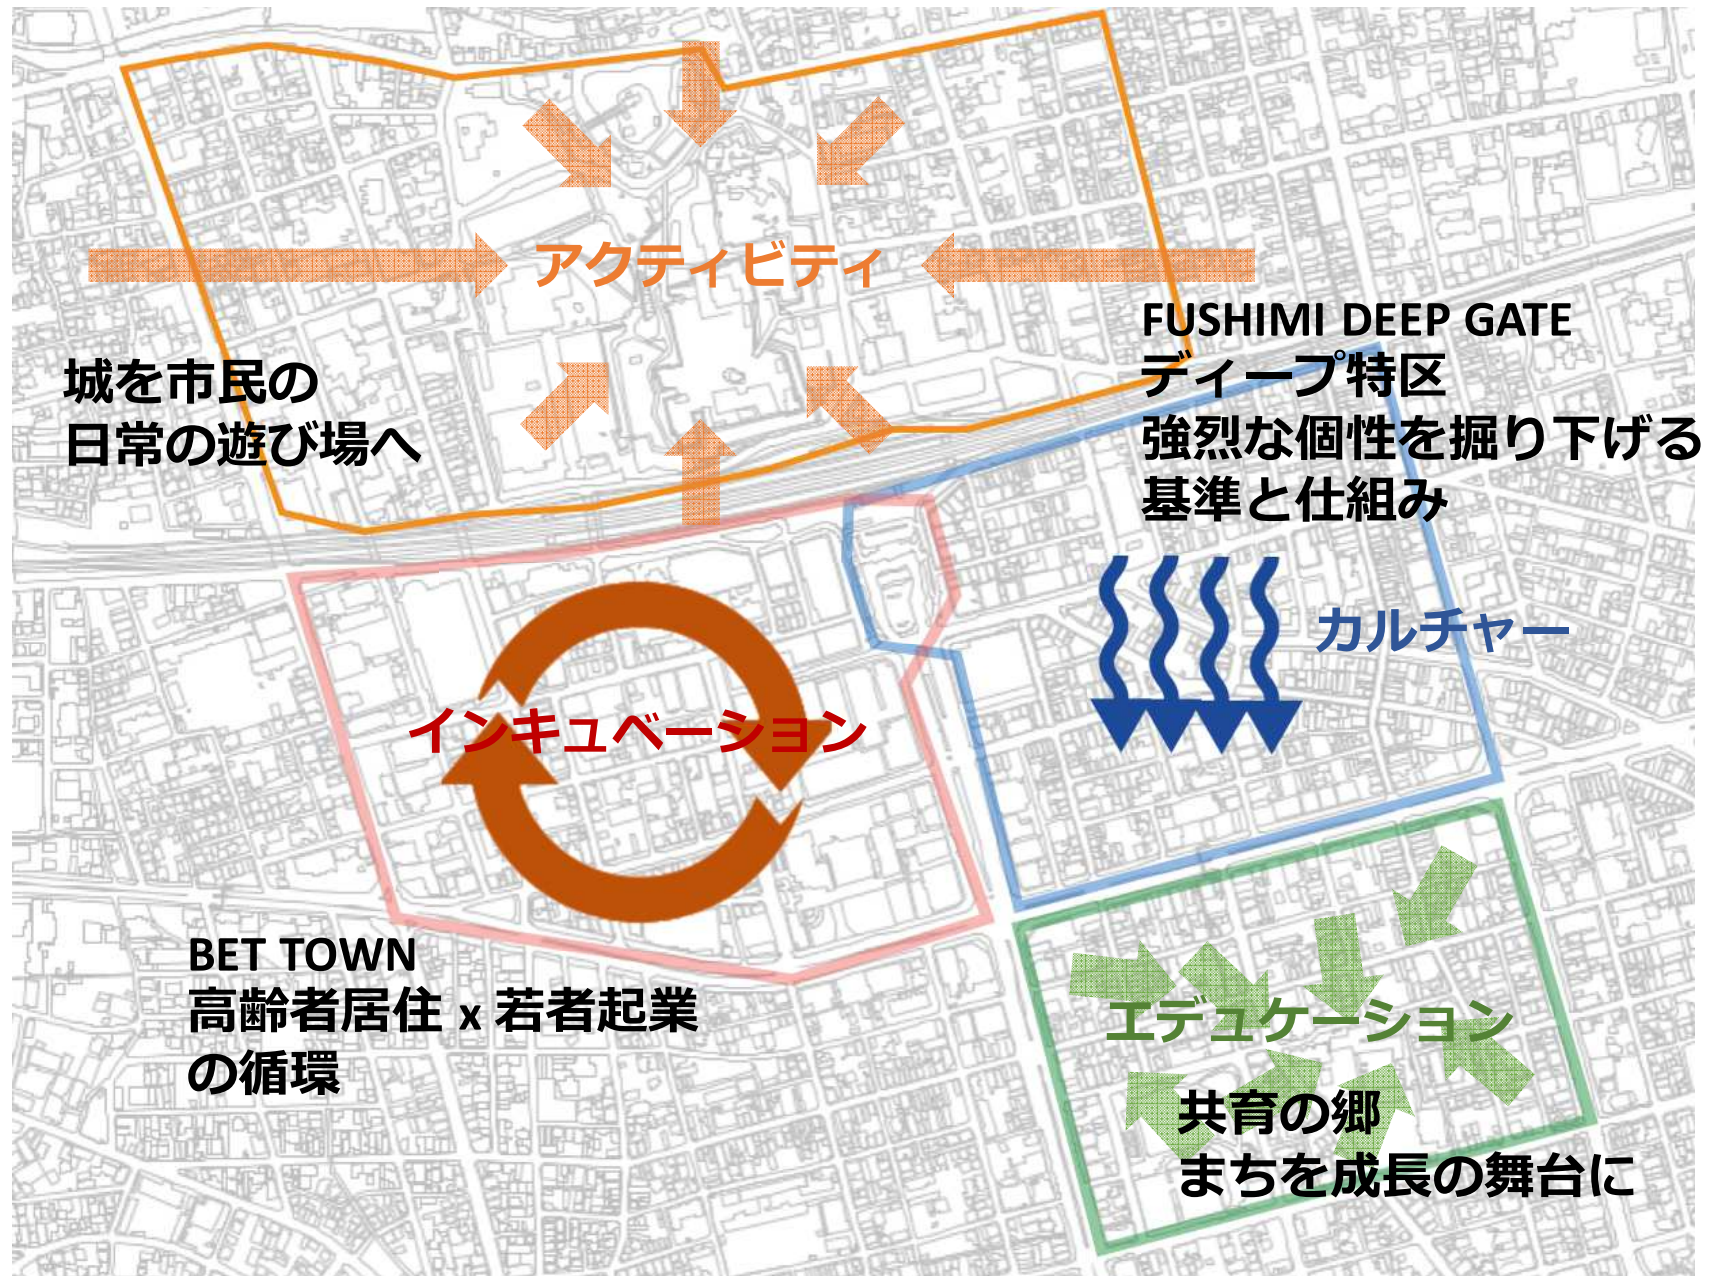 アクティビティ
城を市民の
日常の遊び場へ
FUSHIMI DEEP GATE
ディープ特区
強烈な個性を掘り下げる
基準と仕組み
カルチャー
インキュベーション
BET TOWN
高齢者居住 x 若者起業
の循環
エデュケーション
共育の郷
まちを成長の舞台に